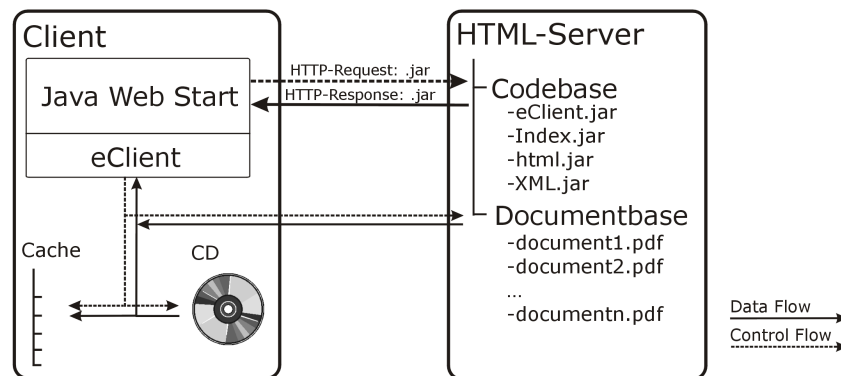 Client
Java Web Start
eClient
Cache
CD
HTTP-Request: .jar
HTTP-Response: .jar
HTML-Server
Codebase
-eClient.jar
-Index.jar
-html.jar
-XML.jar
Documentbase
-document1.pdf
-document2.pdf
...
-documentn.pdf
Data Flow
Control Flow